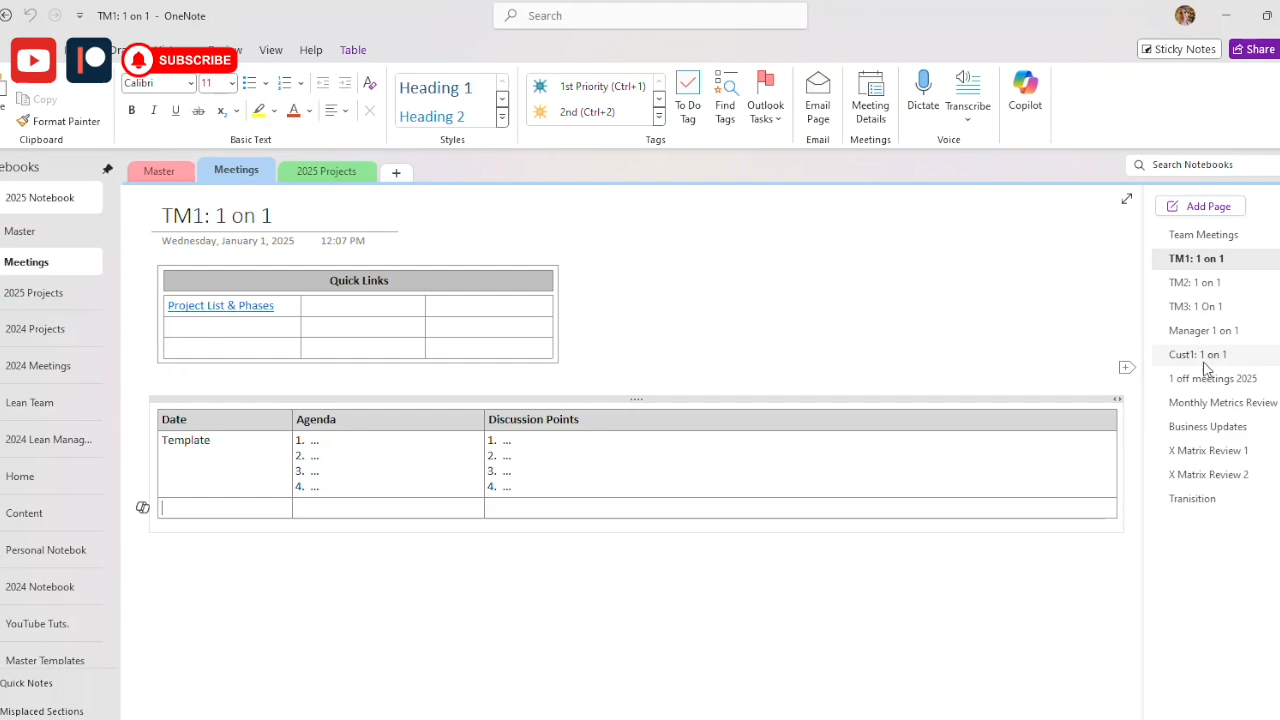 TM1: 1 on 1 - OneNote
Search
View
Help
Table
SUBSCRIBE
Sticky Notes
Share
Copy
Format Painter
Clipboard
Calibri
11
B I U ab x₂ A
Basic Text
Heading 1
Heading 2
Styles
1st Priority (Ctrl+1)
2nd (Ctrl+2)
Tags
To Do Tag
Find Tags
Outlook Tasks
Email Page
Email
Meeting Details
Meetings
Dictate
Transcribe
Voice
Copilot
ebooks
Master
Meetings
2025 Projects
+
Search Notebooks
2025 Notebook
Master
Meetings
2025 Projects
2024 Projects
2024 Meetings
Lean Team
2024 Lean Manag...
Home
Content
Personal Notebok
2024 Notebook
YouTube Tuts.
Master Templates
Quick Notes
Misplaced Sections
TM1: 1 on 1
Wednesday, January 1, 2025 12:07 PM
Quick Links
Project List & Phases
Date Agenda Discussion Points
Template 1. ... 1. ...
2. ... 2. ...
3. ... 3. ...
4. ... 4. ...
Add Page
Team Meetings
TM1: 1 on 1
TM2: 1 on 1
TM3: 1 On 1
Manager 1 on 1
Cust1: 1 on 1
1 off meetings 2025
Monthly Metrics Review
Business Updates
X Matrix Review 1
X Matrix Review 2
Tranisition